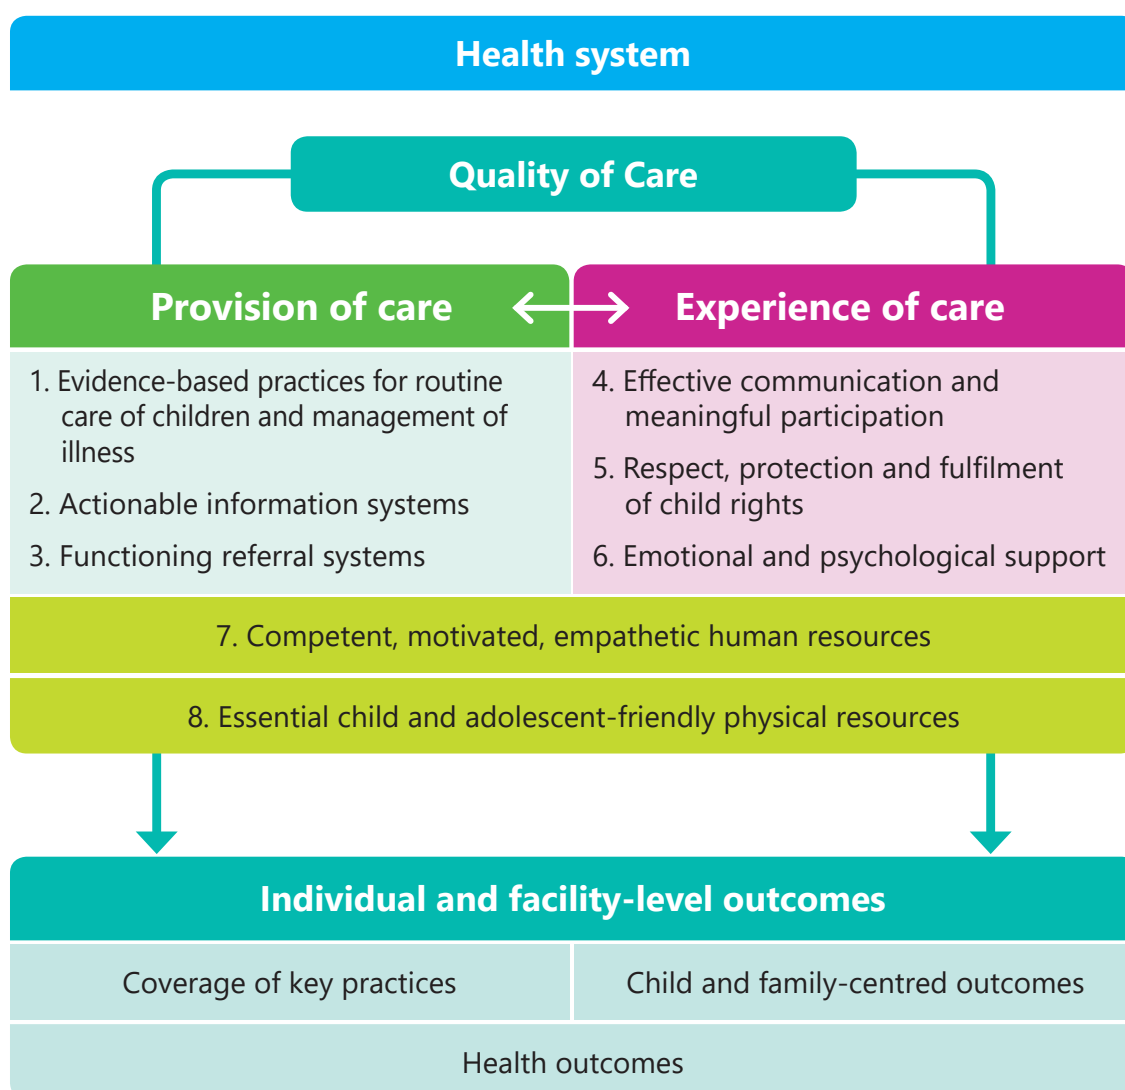 Health system
Quality of Care
Provision of care
Experience of care
1. Evidence-based practices for routine
care of children and management of
illness
2. Actionable information systems
3. Functioning referral systems
4. Effective communication and
meaningful participation
5. Respect, protection and fulfilment
of child rights
6. Emotional and psychological support
7. Competent, motivated, empathetic human resources
8. Essential child and adolescent-friendly physical resources
Individual and facility-level outcomes
Coverage of key practices
Child and family-centred outcomes
Health outcomes